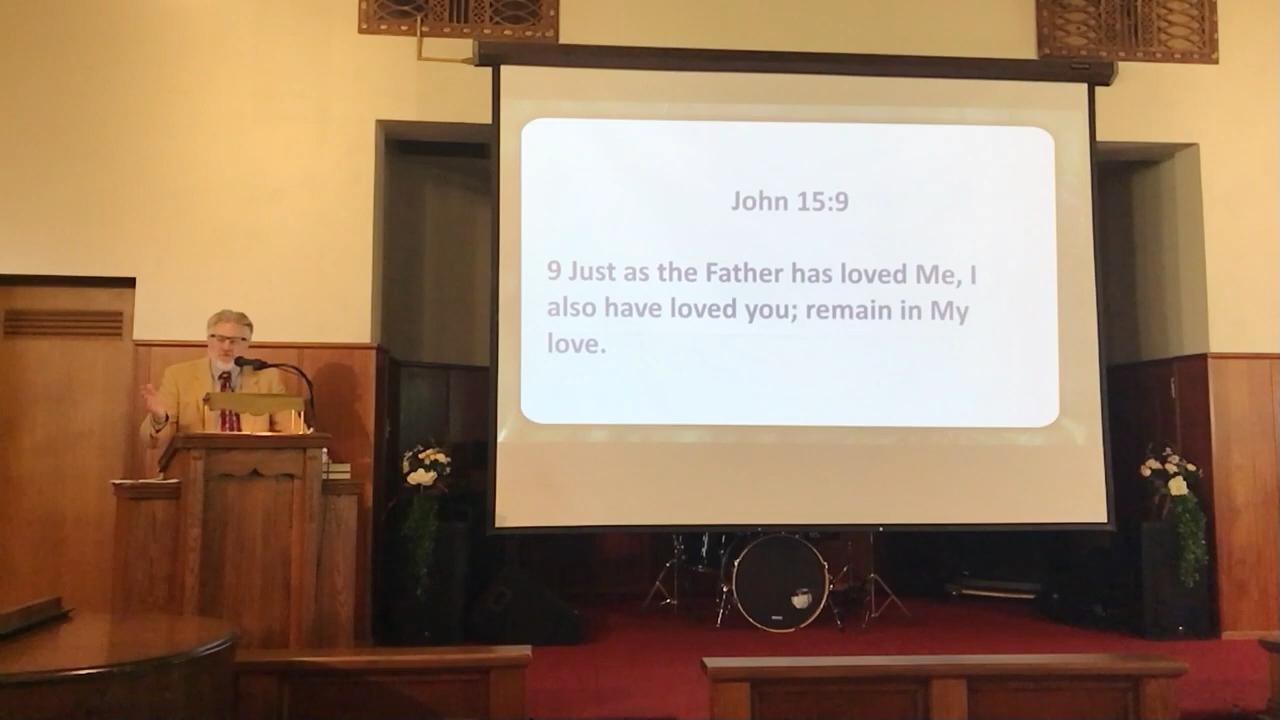 John 15:9
9 Just as the Father has loved Me, I
also have loved you; remain in My
love.